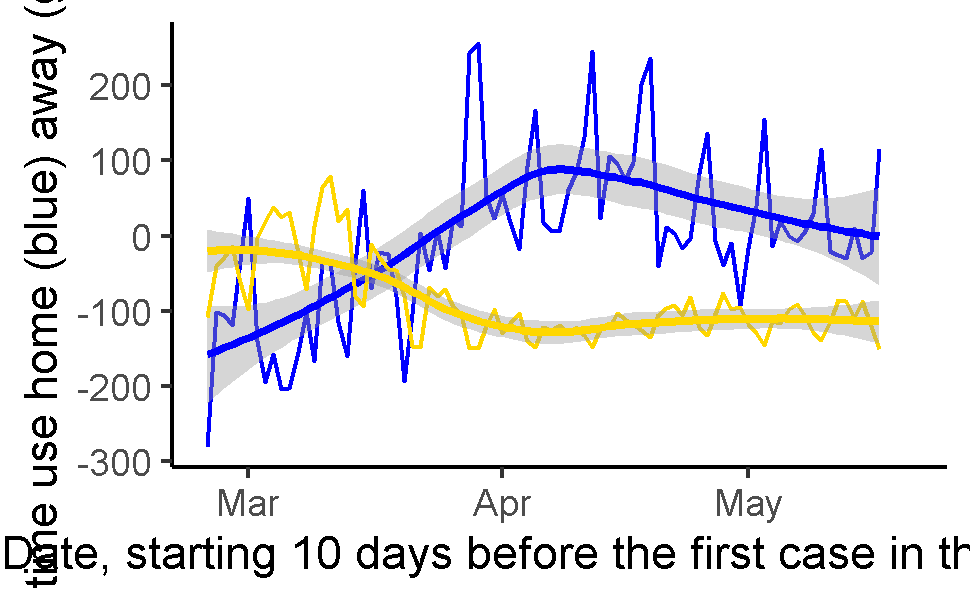 time use home (blue) away (
200
100
0
-100
-200
-300
Mar Apr May
Date, starting 10 days before the first case in th